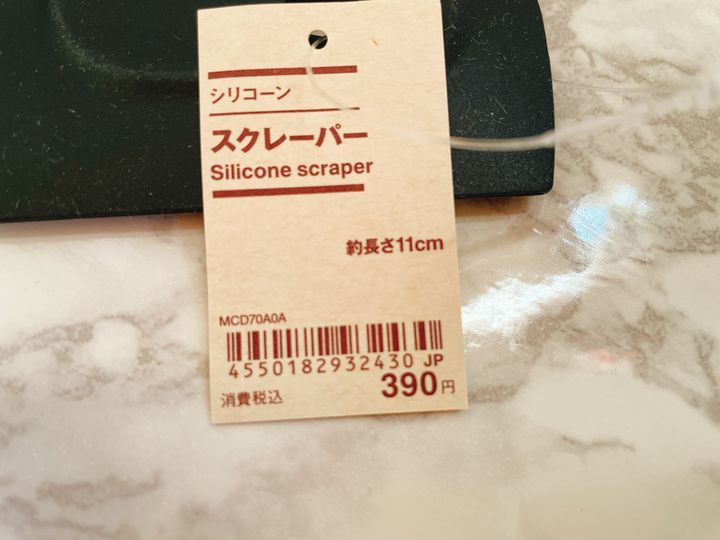 シリコーン
スクレーパー
Silicone scraper
約長さ11cm
MCD70A0A
4550182932430 JP
390円
消費税込